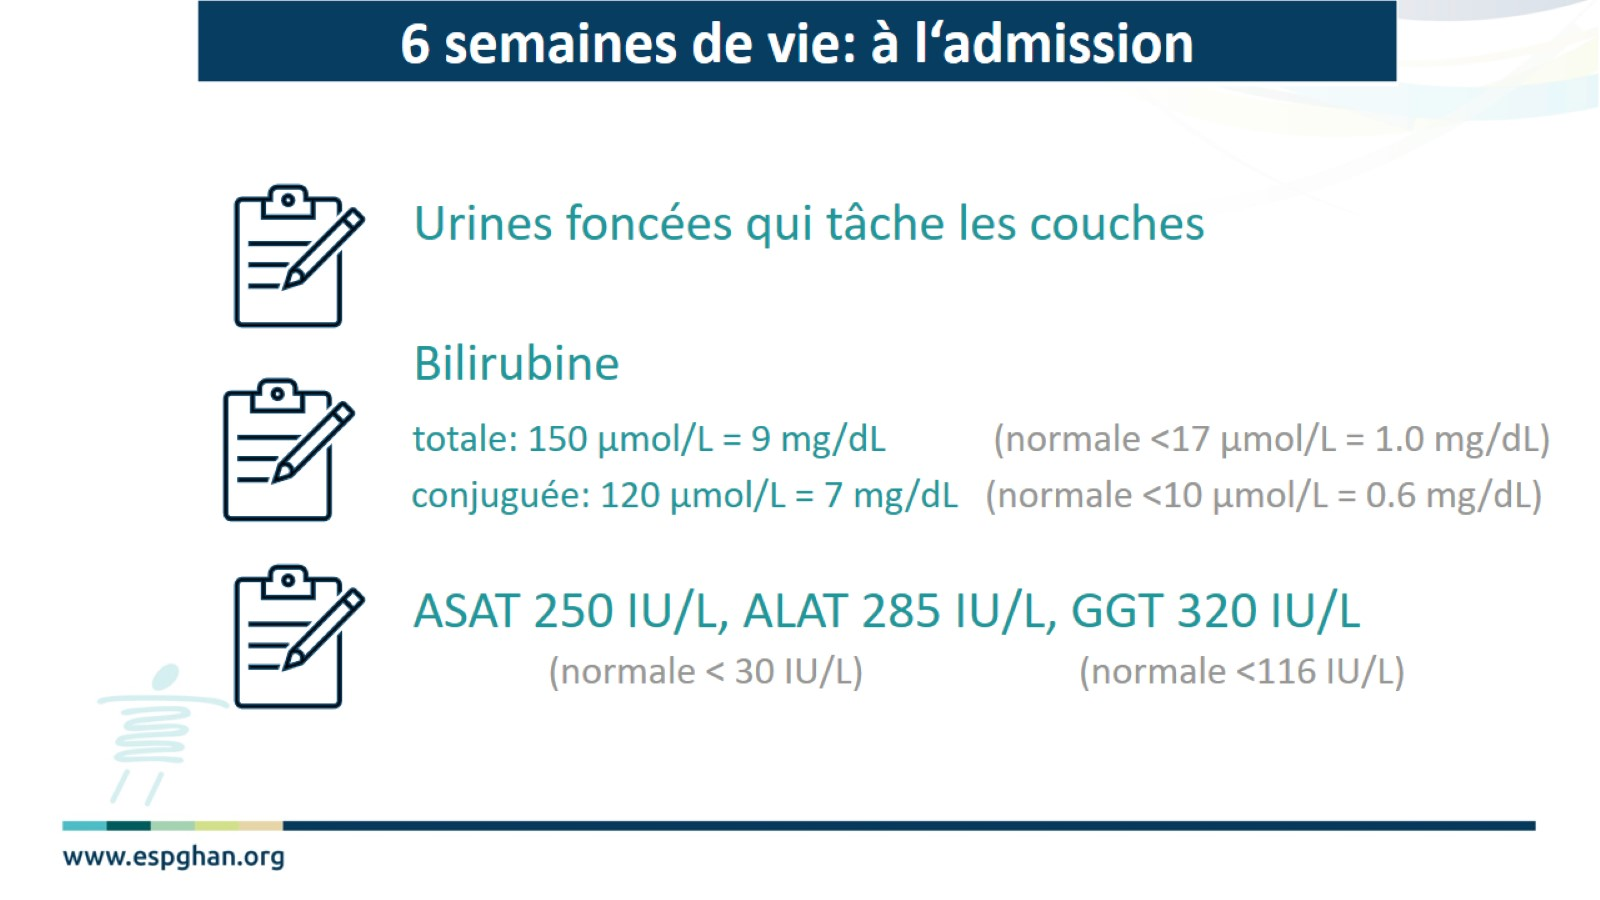 6 semaines de vie: à l‘admission
Urines foncées qui tâche les couches
Bilirubine
totale: 150 µmol/L = 9 mg/dL (normale <17 µmol/L = 1.0 mg/dL)
conjuguée: 120 µmol/L = 7 mg/dL (normale <10 µmol/L = 0.6 mg/dL)
ASAT 250 IU/L, ALAT 285 IU/L, GGT 320 IU/L
(normale < 30 IU/L) (normale <116 IU/L)
www.espghan.org